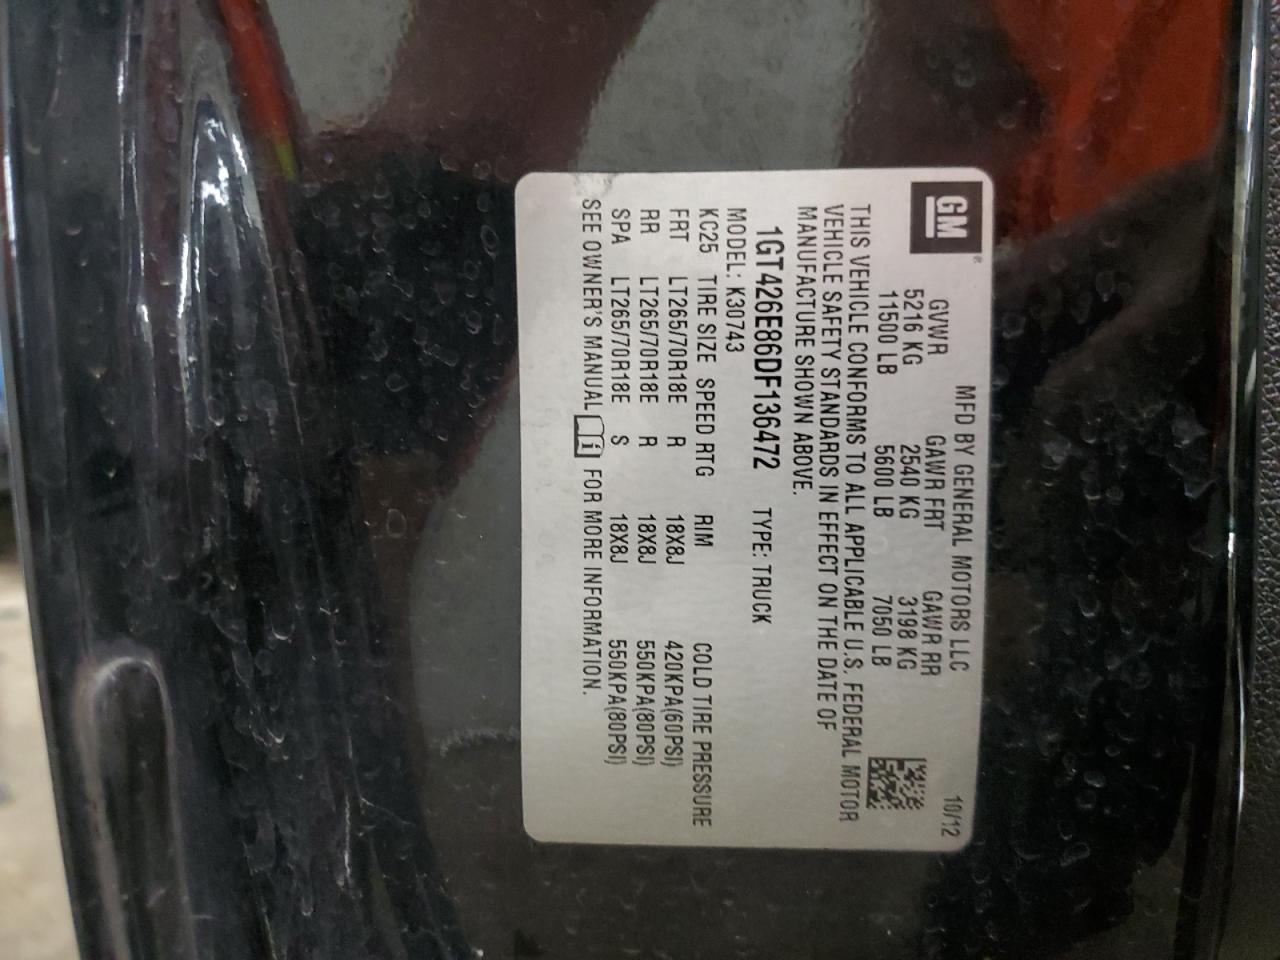 GM
MFD BY GENERAL MOTORS LLC 10/12
GVWR GAWR FRT GAWR RR
5216 KG 2540 KG 3198 KG
11500 LB 5600 LB 7050 LB
THIS VEHICLE CONFORMS TO ALL APPLICABLE U.S. FEDERAL MOTOR
VEHICLE SAFETY STANDARDS IN EFFECT ON THE DATE OF
MANUFACTURE SHOWN ABOVE.
1GT426E86DF136472 TYPE: TRUCK
MODEL: K30743
KC25 TIRE SIZE SPEED RTG RIM COLD TIRE PRESSURE
FRT LT265/70R18E R 18X8J 420KPA(60PSI)
RR LT265/70R18E R 18X8J 550KPA(80PSI)
SPA LT265/70R18E S 18X8J 550KPA(80PSI)
SEE OWNER'S MANUAL i FOR MORE INFORMATION.